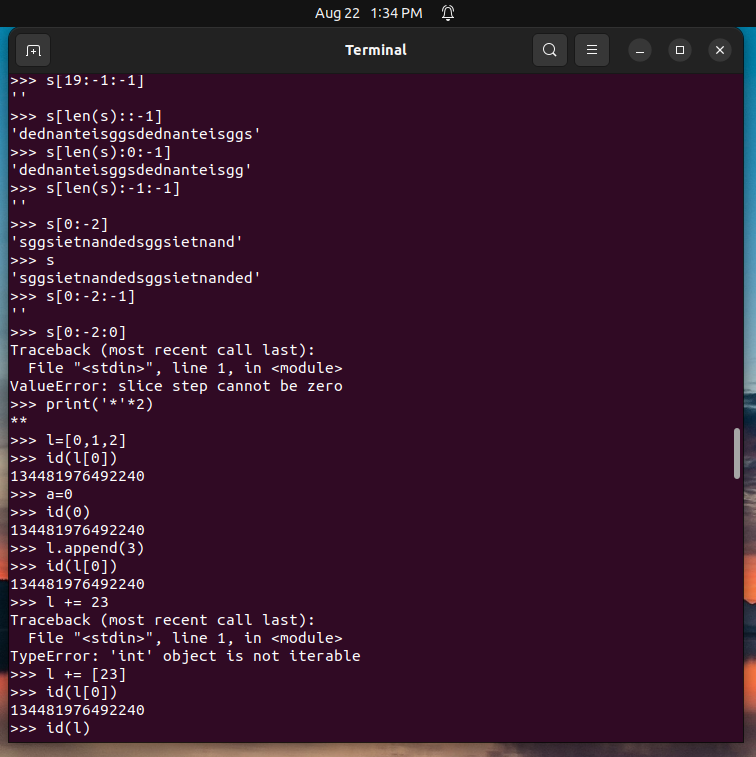 Aug 22 1:34 PM
Terminal
>>> s[19:-1:-1]
''
>>> s[len(s)::-1]
'dednanteisggsdednanteisggs'
>>> s[len(s):0:-1]
'dednanteisggsdednanteisgg'
>>> s[len(s):-1:-1]
''
>>> s[0:-2]
'sggsietnandedsggsietnand'
>>> s
'sggsietnandedsggsietnanded'
>>> s[0:-2:-1]
''
>>> s[0:-2:0]
Traceback (most recent call last):
  File "<stdin>", line 1, in <module>
ValueError: slice step cannot be zero
>>> print('*'*2)
**
>>> l=[0,1,2]
>>> id(l[0])
134481976492240
>>> a=0
>>> id(0)
134481976492240
>>> l.append(3)
>>> id(l[0])
134481976492240
>>> l += 23
Traceback (most recent call last):
  File "<stdin>", line 1, in <module>
TypeError: 'int' object is not iterable
>>> l += [23]
>>> id(l[0])
134481976492240
>>> id(l)